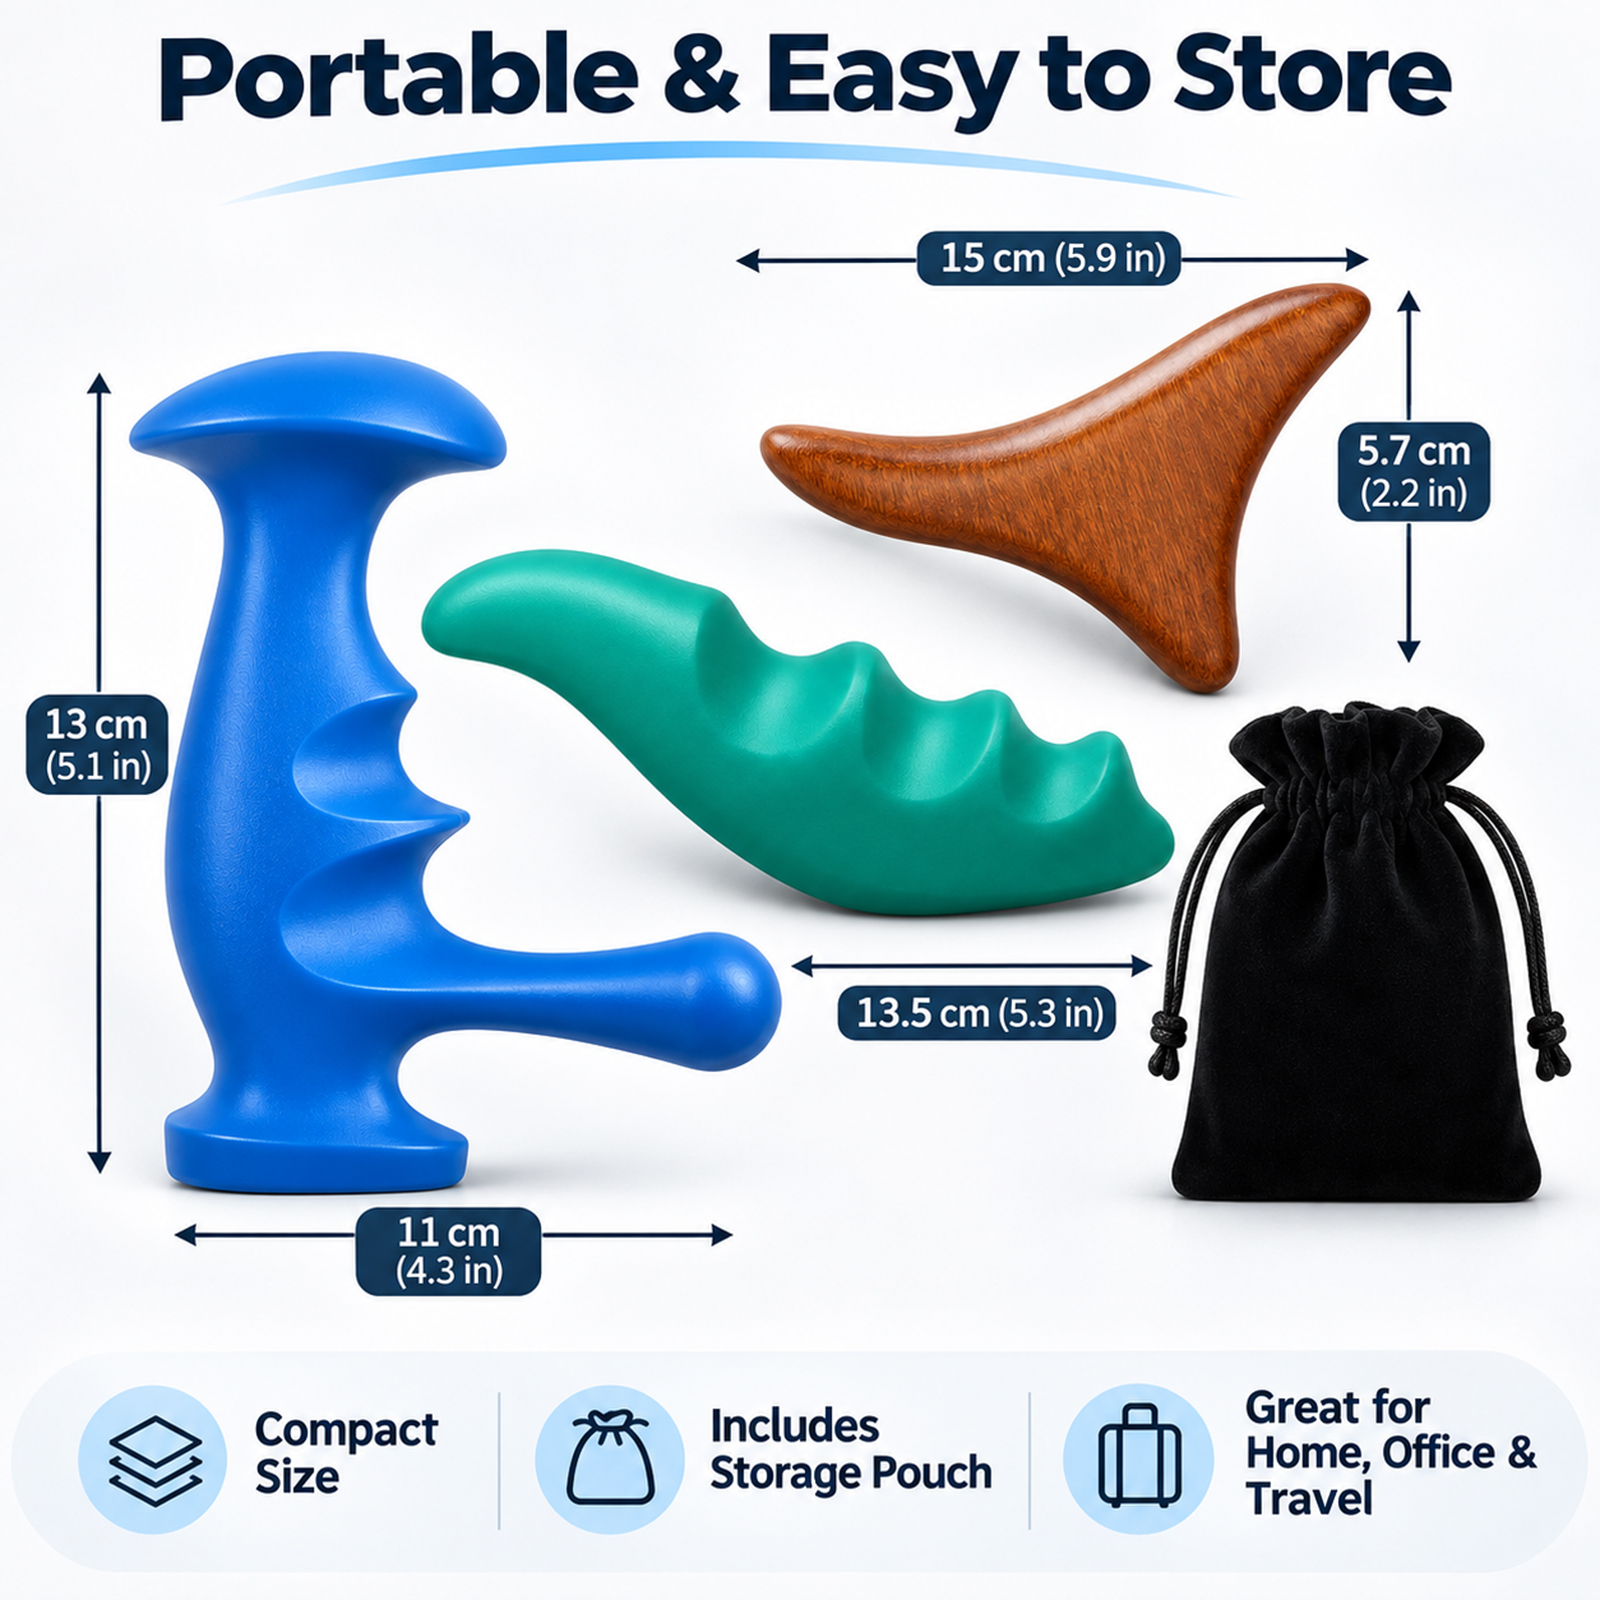 Portable & Easy to Store
15 cm (5.9 in)
5.7 cm
(2.2 in)
13 cm
(5.1 in)
13.5 cm (5.3 in)
11 cm
(4.3 in)
Compact
Size
Includes
Storage Pouch
Great for
Home, Office &
Travel